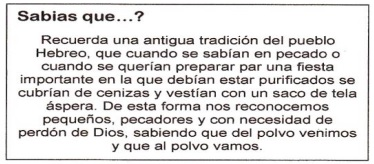 Sabias que...?
Recuerda una antigua tradición del pueblo
Hebreo, que cuando se sabían en pecado o
cuando se querían preparar par una fiesta
importante en la que debían estar purificados se
cubrían de cenizas y vestían con un saco de tela
áspera. De esta forma nos reconocemos
pequeños, pecadores y con necesidad de
perdón de Dios, sabiendo que del polvo venimos
y que al polvo vamos.